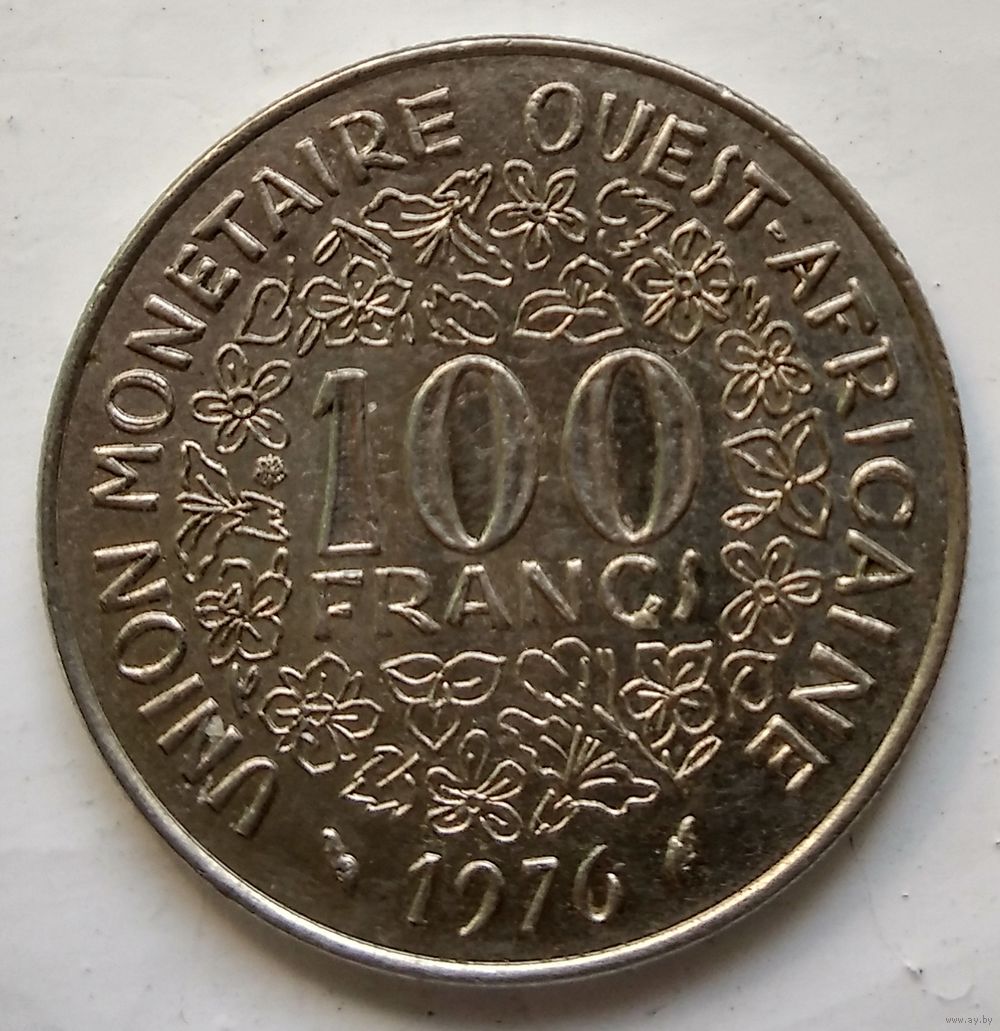 UNION MONETAIRE OUEST-AFRICAINE
100
FRANCS
1976
www.ay.by